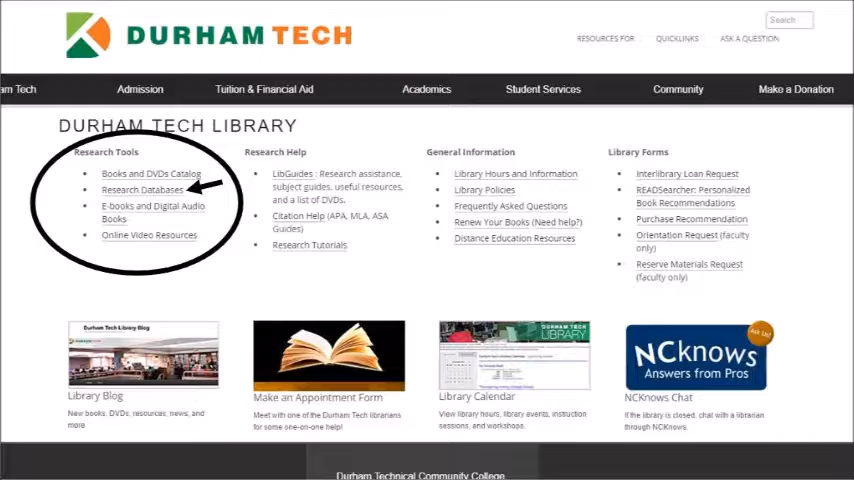 Search
DURHAM TECH
RESOURCES FOR
QUICKLINKS
ASK A QUESTION
am Tech
Admission
Tuition & Financial Aid
Academics
Student Services
Community
Make a Donation
DURHAM TECH LIBRARY
Research Tools
Books and DVDs Catalog
Research Databases
E-books and Digital Audio
Books
Online Video Resources
Research Help
LibGuides : Research assistance,
subject guides, useful resources,
and a list of DVDs.
Citation Help (APA, MLA, ASA
Guides)
Research Tutorials
General Information
Library Hours and Information
Library Policies
Frequently Asked Questions
Renew Your Books (Need help?)
Distance Education Resources
Library Forms
Interlibrary Loan Request
READSearcher: Personalized
Book Recommendations
Purchase Recommendation
Orientation Request (faculty
only)
Reserve Materials Request
(faculty only)
Durham Tech Library Blog
Library Blog
New books, DVDs, resources, news, and
more
Make an Appointment Form
Meet with one of the Durham Tech librarians
for some one-on-one help!
DURHAM TECH
LIBRARY
Library Calendar
View library hours, library events, instruction
sessions, and workshops.
Ask Us!
NCknows
Answers from Pros
NCKnows Chat
If the library is closed, chat with a librarian
through NCKnows.
Durham Technical Community College